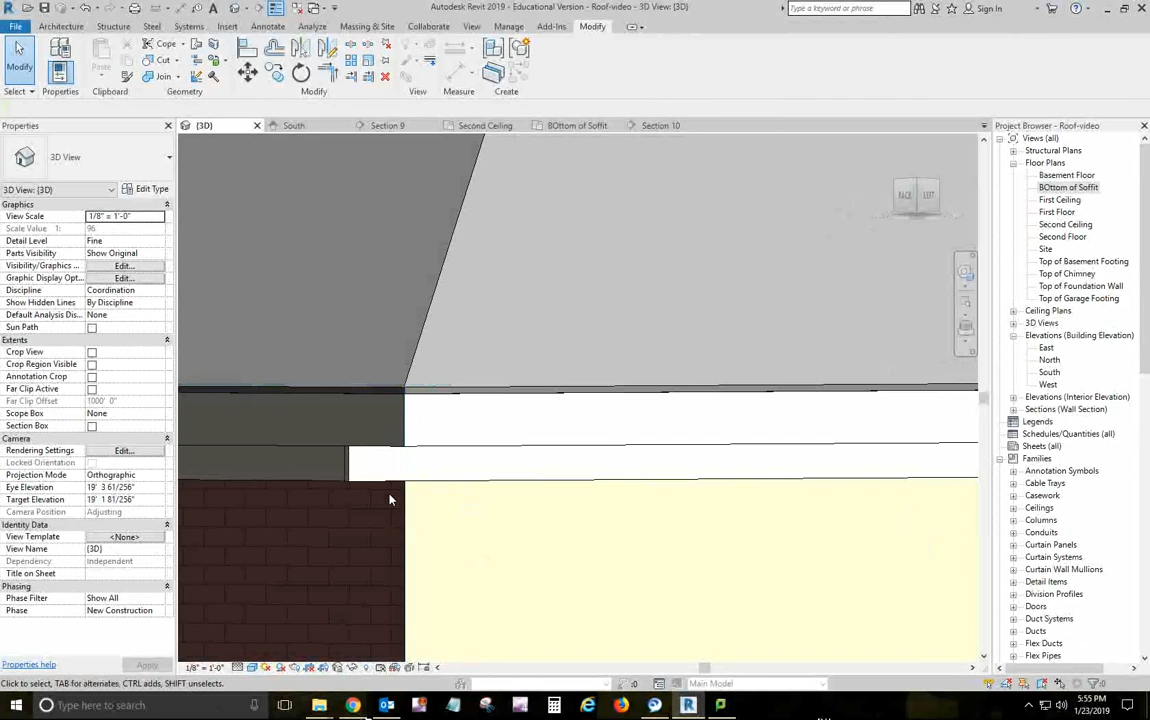 Autodesk Revit 2019 - Educational Version - Roof-video - 3D View: {3D}
Type a keyword or phrase
Sign In
File Architecture Structure Steel Systems Insert Annotate Analyze Massing & Site Collaborate View Manage Add-Ins Modify
Modify
Properties
Paste
Cope
Cut
Join
Select Properties Clipboard Geometry Modify View Measure Create
Properties
{3D} South Section 9 Second Ceiling BOttom of Soffit Section 10
Project Browser - Roof-video
3D View
3D View: {3D} Edit Type
Graphics
View Scale 1/8" = 1'-0"
Scale Value 1: 96
Detail Level Fine
Parts Visibility Show Original
Visibility/Graphics ... Edit...
Graphic Display Opt... Edit...
Discipline Coordination
Show Hidden Lines By Discipline
Default Analysis Dis... None
Sun Path
Extents
Crop View
Crop Region Visible
Annotation Crop
Far Clip Active
Far Clip Offset 1000' 0"
Scope Box None
Section Box
Camera
Rendering Settings Edit...
Locked Orientation
Projection Mode Orthographic
Eye Elevation 19' 3.61/256"
Target Elevation 19' 1 81/256"
Camera Position Adjusting
Identity Data
View Template <None>
View Name {3D}
Dependency Independent
Title on Sheet
Phasing
Phase Filter Show All
Phase New Construction
Properties help Apply
BACK LEFT
Views (all)
Structural Plans
Floor Plans
Basement Floor
BOttom of Soffit
First Ceiling
First Floor
Second Ceiling
Second Floor
Site
Top of Basement Footing
Top of Chimney
Top of Foundation Wall
Top of Garage Footing
Ceiling Plans
3D Views
Elevations (Building Elevation)
East
North
South
West
Elevations (Interior Elevation)
Sections (Wall Section)
Legends
Schedules/Quantities (all)
Sheets (all)
Families
Annotation Symbols
Cable Trays
Casework
Ceilings
Columns
Conduits
Curtain Panels
Curtain Systems
Curtain Wall Mullions
Detail Items
Division Profiles
Doors
Duct Systems
Ducts
Flex Ducts
Flex Pipes
1/8" = 1'-0"
Click to select, TAB for alternates, CTRL adds, SHIFT unselects.
:0
Main Model
:0
Type here to search
5:55 PM
1/23/2019